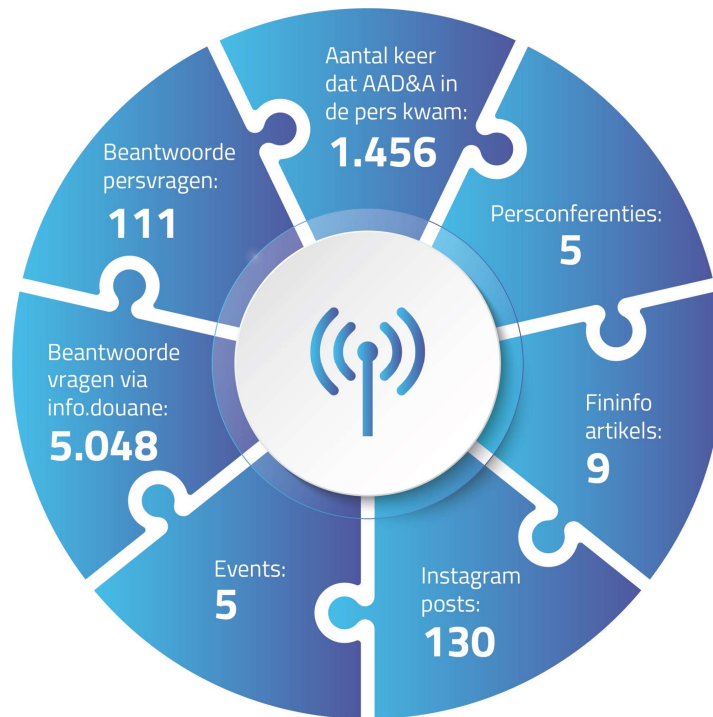 Aantal keer
dat AAD&A in
de pers kwam:
1.456
Persconferenties:
5
Fininfo
artikels:
9
Instagram
posts:
130
Events:
5
Beantwoorde
vragen via
info.douane:
5.048
Beantwoorde
persvragen:
111